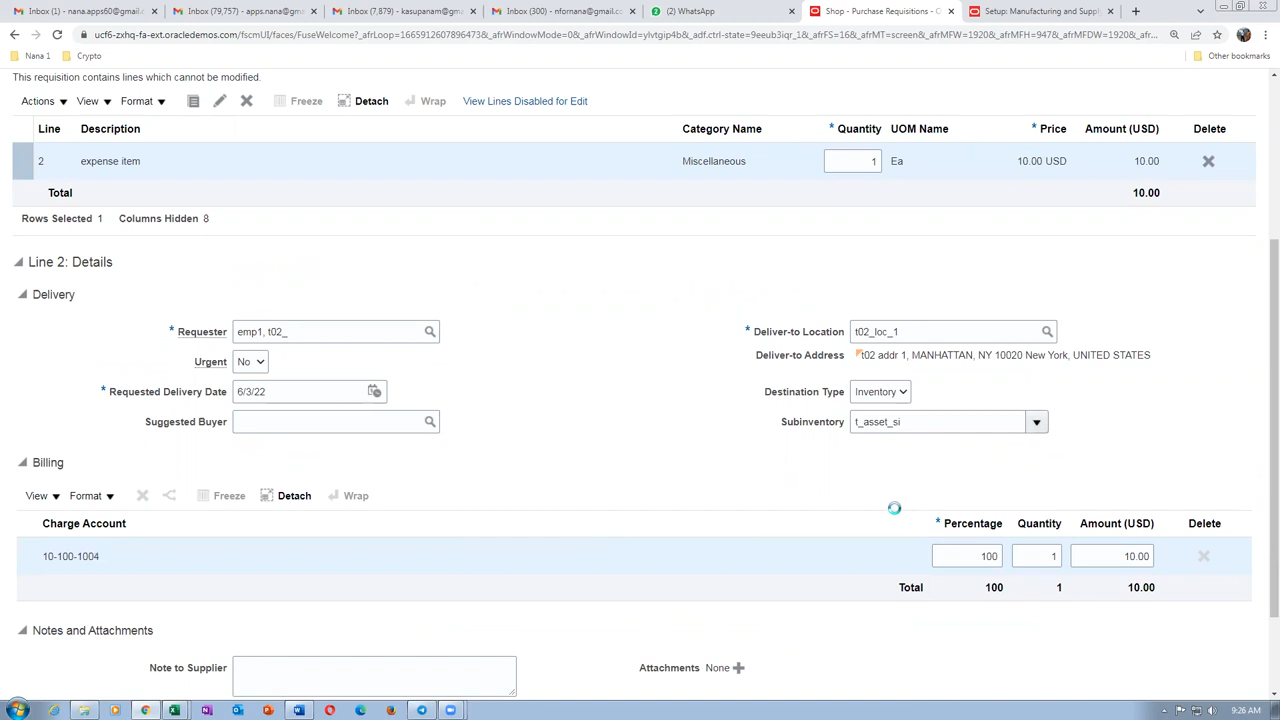 Inbox (1) - nana.apps60@gmail.c
Inbox (79,757) - apps.nana@gma
Inbox (7,879) - kasupanam@gma
Inbox (300) - nfornana@gmail.co
(2) WhatsApp
Shop - Purchase Requisitions - O
Setup: Manufacturing and Supply
ucf6-zxhq-fa-ext.oracledemos.com/fscmUI/faces/FuseWelcome?_afrLoop=1665912607896473&_afrWindowMode=0&_afrWindowId=ylvtgip4b&_adf.ctrl-state=9eeub3iqr_1&_afrFS=16&_afrMT=screen&_afrMFW=1920&_afrMFH=947&_afrMFDW=1920&_afrMFDH=1...
Nana 1
Crypto
Other bookmarks
This requisition contains lines which cannot be modified.
Actions View Format Freeze Detach Wrap View Lines Disabled for Edit
Line Description Category Name * Quantity UOM Name * Price Amount (USD) Delete
2 expense item Miscellaneous 1 Ea 10.00 USD 10.00
Total 10.00
Rows Selected 1 Columns Hidden 8
Line 2: Details
Delivery
* Requester emp1, t02_
* Deliver-to Location t02_loc_1
Urgent No
Deliver-to Address t02 addr 1, MANHATTAN, NY 10020 New York, UNITED STATES
* Requested Delivery Date 6/3/22
Destination Type Inventory
Suggested Buyer
Subinventory t_asset_si
Billing
View Format Freeze Detach Wrap
Charge Account * Percentage Quantity Amount (USD) Delete
10-100-1004 100 1 10.00
Total 100 1 10.00
Notes and Attachments
Note to Supplier
Attachments None
9:26 AM